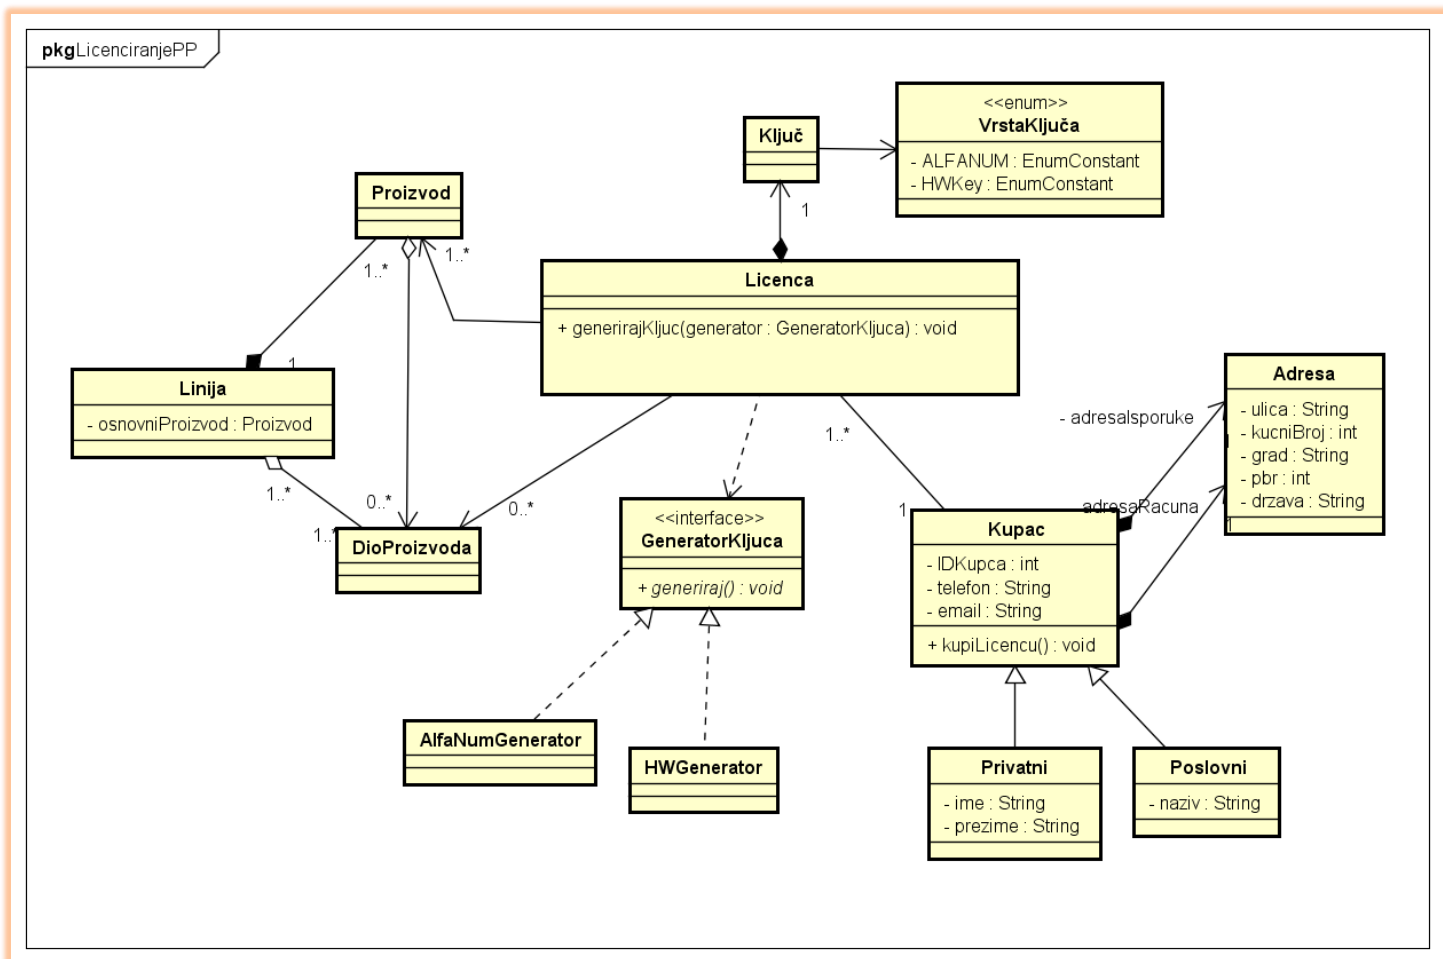 pkg LicenciranjePP
<<enum>>
VrstaKljuča
- ALFANUM : EnumConstant
- HWKey : EnumConstant
Ključ
1
Proizvod
1..*
1..*
Licenca
+ generirajKljuc(generator : GeneratorKljuca) : void
1
Linija
- osnovniProizvod : Proizvod
1..*
1..*
0..*
DioProizvoda
0..*
<<interface>>
GeneratorKljuca
+ generiraj() : void
1..*
1
- adresaIsporuke
adresaRacuna
1
1
Adresa
- ulica : String
- kucniBroj : int
- grad : String
- pbr : int
- drzava : String
Kupac
- IDKupca : int
- telefon : String
- email : String
+ kupiLicencu() : void
AlfaNumGenerator
HWGenerator
Privatni
- ime : String
- prezime : String
Poslovni
- naziv : String